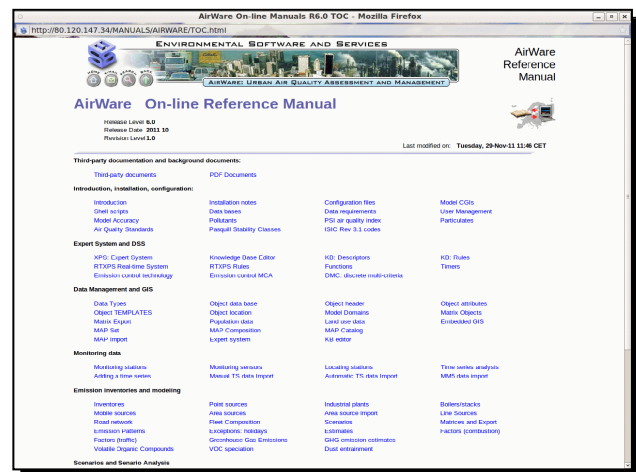 AirWare On-line Manuals R6.0 TOC - Mozilla Firefox
http://80.120.147.34/MANUALS/AIRWARE/TOC.html
ENVIRONMENTAL SOFTWARE AND SERVICES
AIRWARE: URBAN AIR QUALITY ASSESSMENT AND MANAGEMENT
AirWare
Reference
Manual
AirWare On-line Reference Manual
Release Level 6.0
Release Date 2011 10
Revision Level 1.0
Last modified on: Tuesday, 29-Nov-11 11:46 CET
Third-party documentation and background documents:
Third-party documents PDF Documents
Introduction, installation, configuration:
Introduction Installation notes Configuration files Model CGIs
Shell scripts Data bases Data requirements User Management
Model Accuracy Pollutants PSI air quality index Particulates
Air Quality Standards Pasquill Stability Classes ISIC Rev 3.1 codes
Expert System and DSS
XPG: Expert System Knowledge Base Editor KB: Descriptors KB: Rules
RTXPS Real-time System RTXPS Rules Functions Timers
Emission control technology Emission control MCA DMC: discrete multi-criteria
Data Management and GIS
Data Types Object data base Object header Object attributes
Object TEMPLATES Object location Model Domains Matrix Objects
Matrix Export Population data Land use data Embedded GIS
MAP Set MAP Composition MAP Catalog
MAP import Expert system KB editor
Monitoring data
Monitoring stations Monitoring sensors Locating stations Time series analysis
Adding a time series Manual TS data Import Automatic TS data Import MM5 data import
Emission inventories and modeling
Inventories Point sources Industrial plants Boilers/stacks
Mobile sources Area sources Area source Import Line Sources
Road network Fleet Composition Scenarios Matrices and Export
Emission Patterns Exceptions: holidays Estimates Factors (combustion)
Factors (traffic) Greenhouse Gas Emissions GHG emission estimates
Volatile Organic Compounds VOC speciation Dust entrainment
Scenarios and Senario Analysis